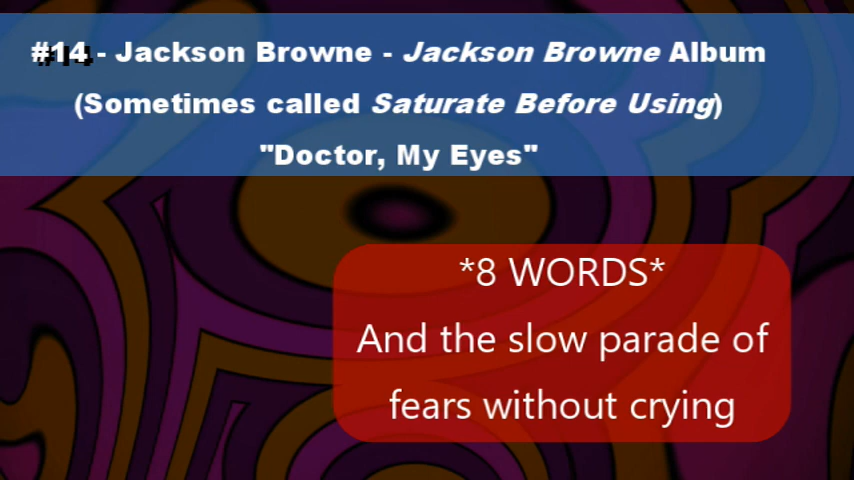 #14 - Jackson Browne - Jackson Browne Album
(Sometimes called Saturate Before Using)
"Doctor, My Eyes"
*8 WORDS*
And the slow parade of
fears without crying